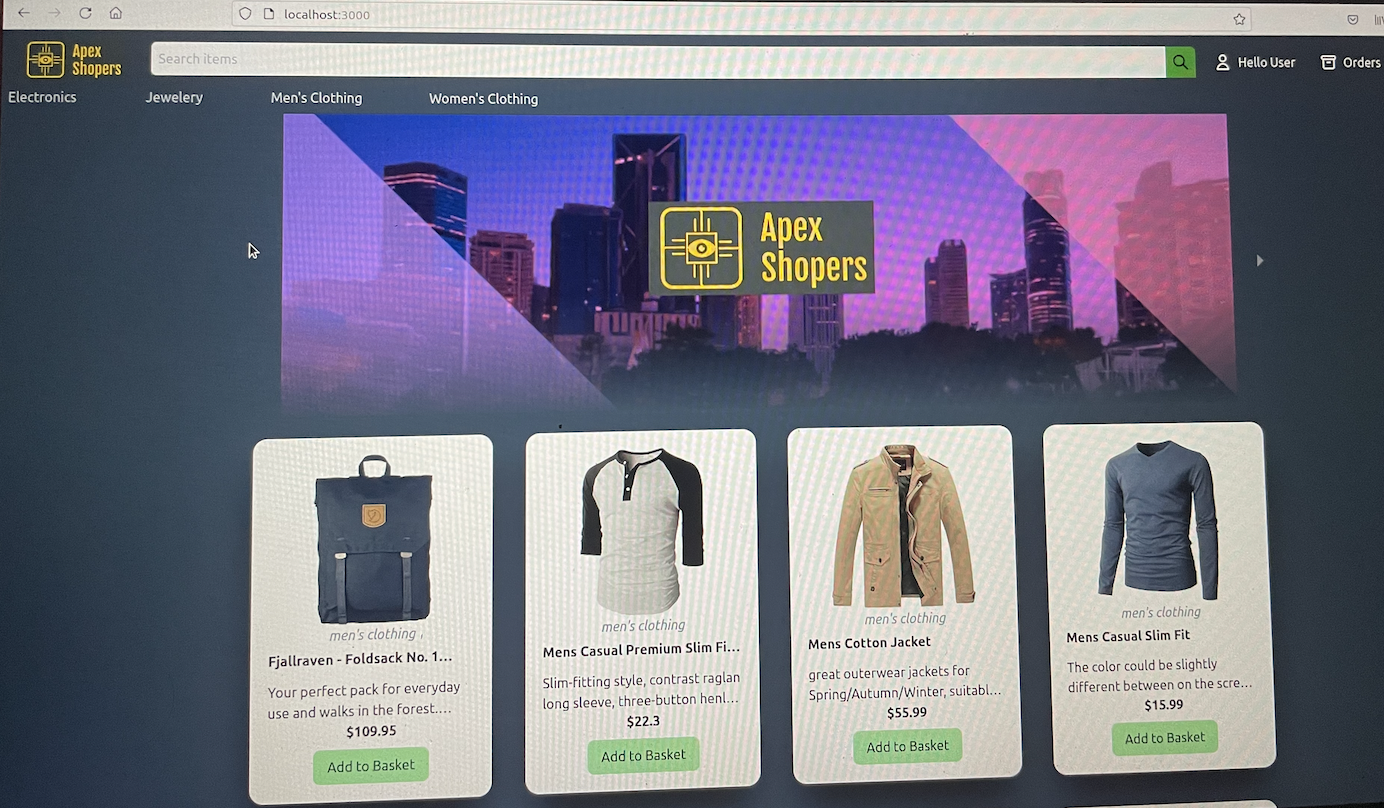 localhost:3000
Apex
Shopers
Search items
Hello User
Orders
Electronics
Jewelery
Men's Clothing
Women's Clothing
Apex
Shopers
men's clothing
Fjallraven - Foldsack No. 1...
Your perfect pack for everyday
use and walks in the forest....
$109.95
Add to Basket
men's clothing
Mens Casual Premium Slim Fi...
Slim-fitting style, contrast raglan
long sleeve, three-button henl...
$22.3
Add to Basket
men's clothing
Mens Cotton Jacket
great outerwear jackets for
Spring/Autumn/Winter, suitabl...
$55.99
Add to Basket
men's clothing
Mens Casual Slim Fit
The color could be slightly
different between on the scre...
$15.99
Add to Basket